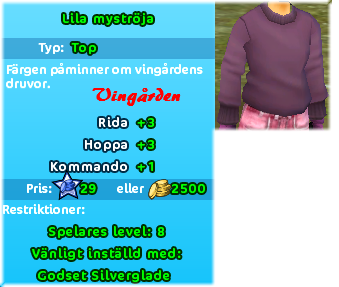 Lila myströja
Typ: Top
Färgen påminner om vingårdens
druvor.
Vingården
Rida +3
Hoppa +3
Kommando +1
Pris: 29 eller 2500
Restriktioner:
Spelares level: 8
Vänligt inställd med:
Godset Silverglade